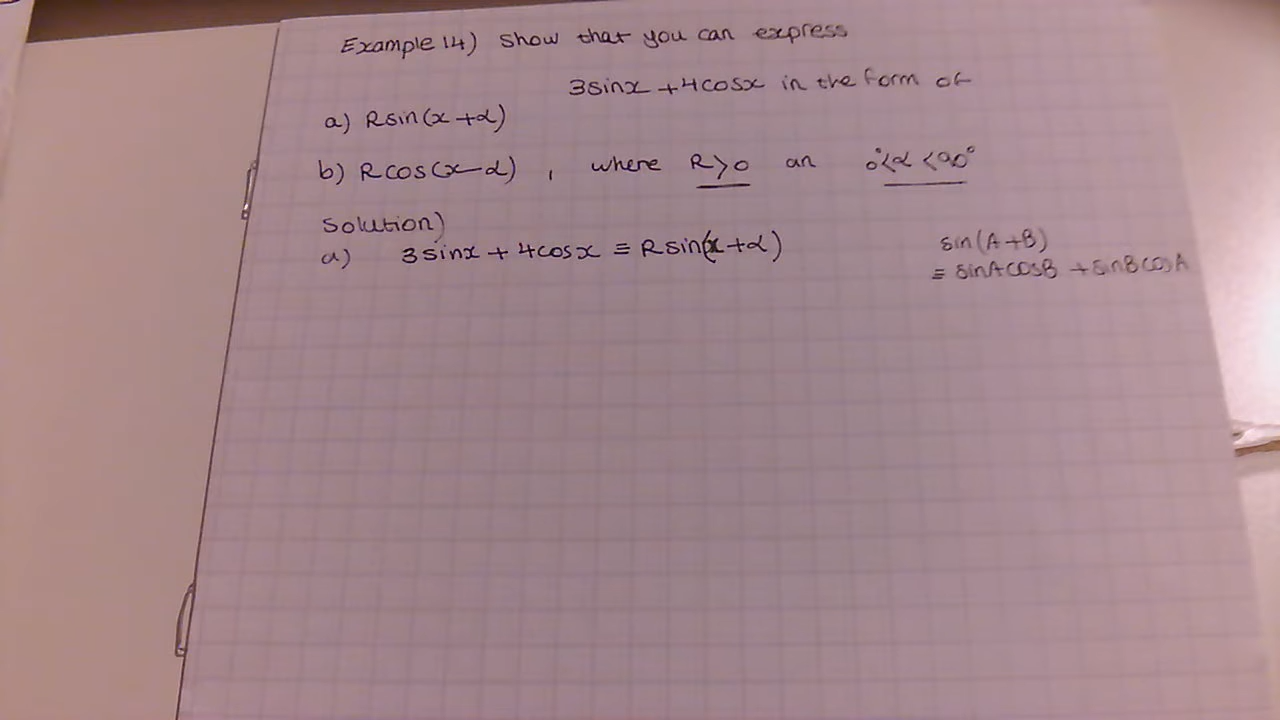 Example 14) Show that you can express
3sinx + 4cosx in the form of
a) Rsin(x + α)
b) Rcos(x - α) , where R>0 an 0°<α<90°
Solution)
a) 3sinx + 4cosx ≡ Rsin(x + α)
sin(A+B)
≡ sinAcosB + sinBcosA